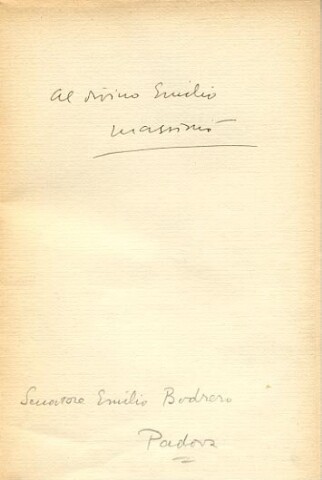 Al divino Emilio
Massimo
Senatore Emilio Bodrero
Padova